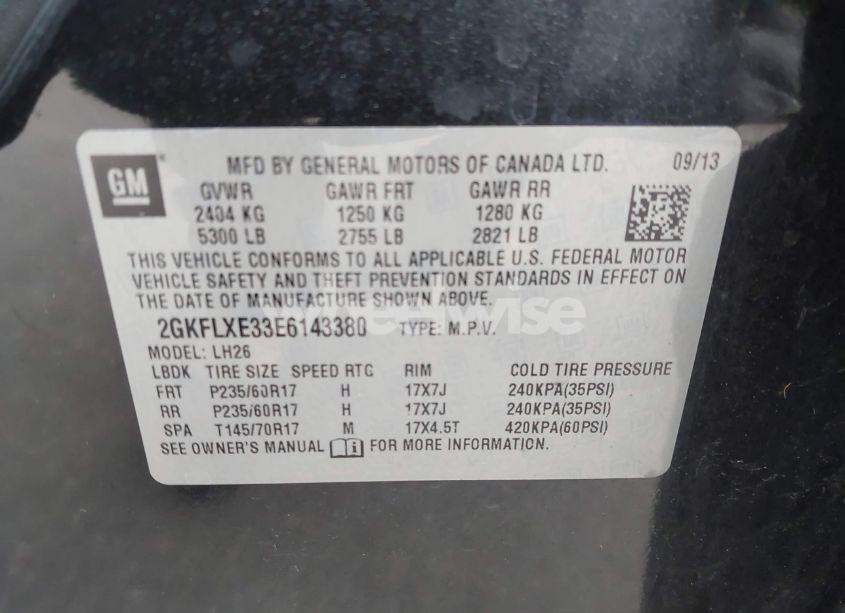 GM
MFD BY GENERAL MOTORS OF CANADA LTD. 09/13
GVWR GAWR FRT GAWR RR
2404 KG 1250 KG 1280 KG
5300 LB 2755 LB 2821 LB
THIS VEHICLE CONFORMS TO ALL APPLICABLE U.S. FEDERAL MOTOR
VEHICLE SAFETY AND THEFT PREVENTION STANDARDS IN EFFECT ON
THE DATE OF MANUFACTURE SHOWN ABOVE.
2GKFLXE33E6143380 TYPE: M.P.V.
MODEL: LH26
LBDK TIRE SIZE SPEED RTG RIM COLD TIRE PRESSURE
FRT P235/60R17 H 17X7J 240KPA(35PSI)
RR P235/60R17 H 17X7J 240KPA(35PSI)
SPA T145/70R17 M 17X4.5T 420KPA(60PSI)
SEE OWNER'S MANUAL FOR MORE INFORMATION.
wheelwise